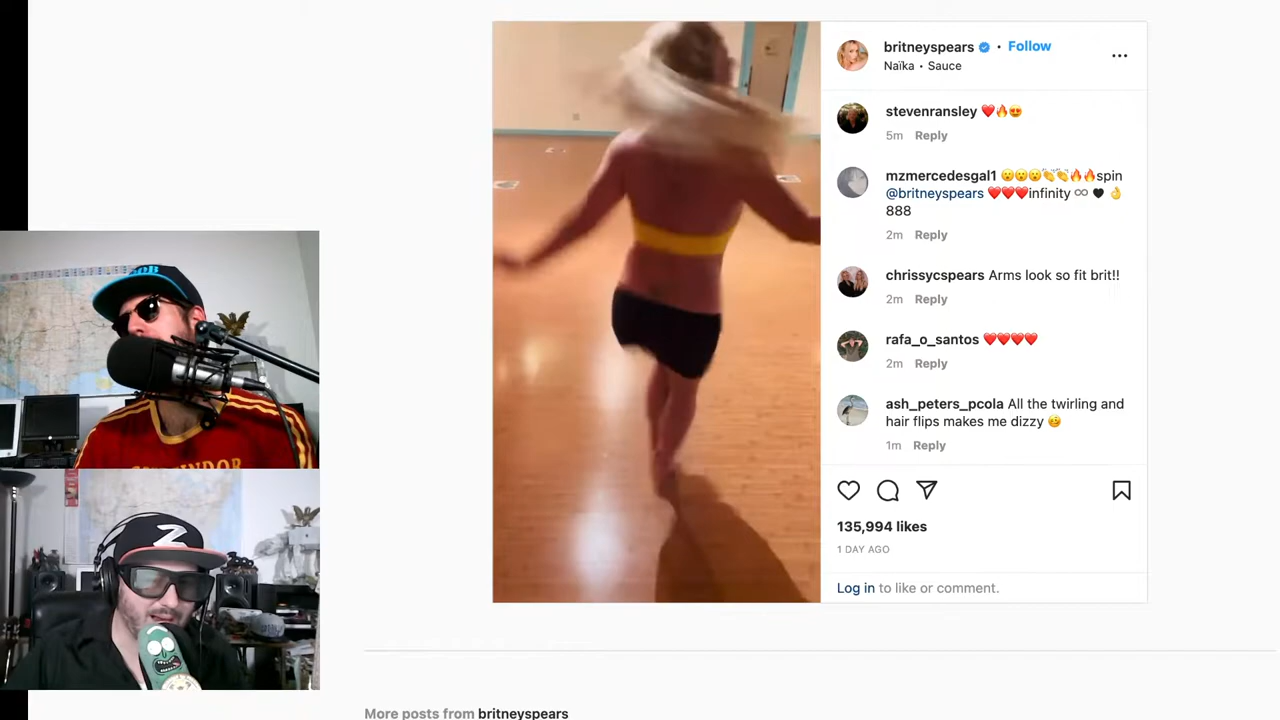 britneyspears • Follow
Naïka • Sauce
stevenransley ❤️🔥😍
5m Reply
mzmercedesgal1 😮😮😮👏👏🔥🔥spin
@britneyspears ❤️❤️❤️infinity ♾ 🖤 👌
888
2m Reply
chrissycspears Arms look so fit brit!!
2m Reply
rafa_o_santos ❤️❤️❤️❤️
2m Reply
ash_peters_pcola All the twirling and
hair flips makes me dizzy 🥴
1m Reply
135,994 likes
1 DAY AGO
Log in to like or comment.
More posts from britneyspears
Z